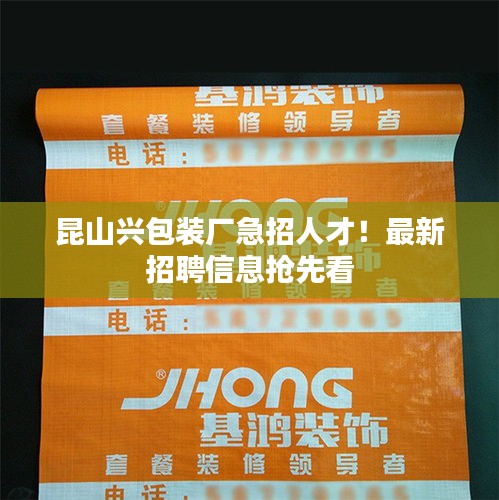 基鸿装饰
套餐装修领导者
电话：
昆山兴包装厂急招人才！最新
招聘信息抢先看
电话：
®JHONG
基鸿装饰
套餐装修领导者
电话：